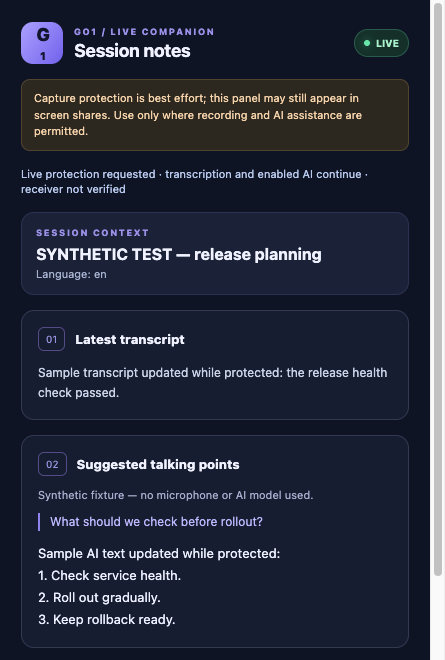 G
1
GO1 / LIVE COMPANION
Session notes
LIVE
Capture protection is best effort; this panel may still appear in
screen shares. Use only where recording and AI assistance are
permitted.
Live protection requested · transcription and enabled AI continue ·
receiver not verified
SESSION CONTEXT
SYNTHETIC TEST — release planning
Language: en
01
Latest transcript
Sample transcript updated while protected: the release health
check passed.
02
Suggested talking points
Synthetic fixture — no microphone or AI model used.
What should we check before rollout?
Sample AI text updated while protected:
1. Check service health.
2. Roll out gradually.
3. Keep rollback ready.